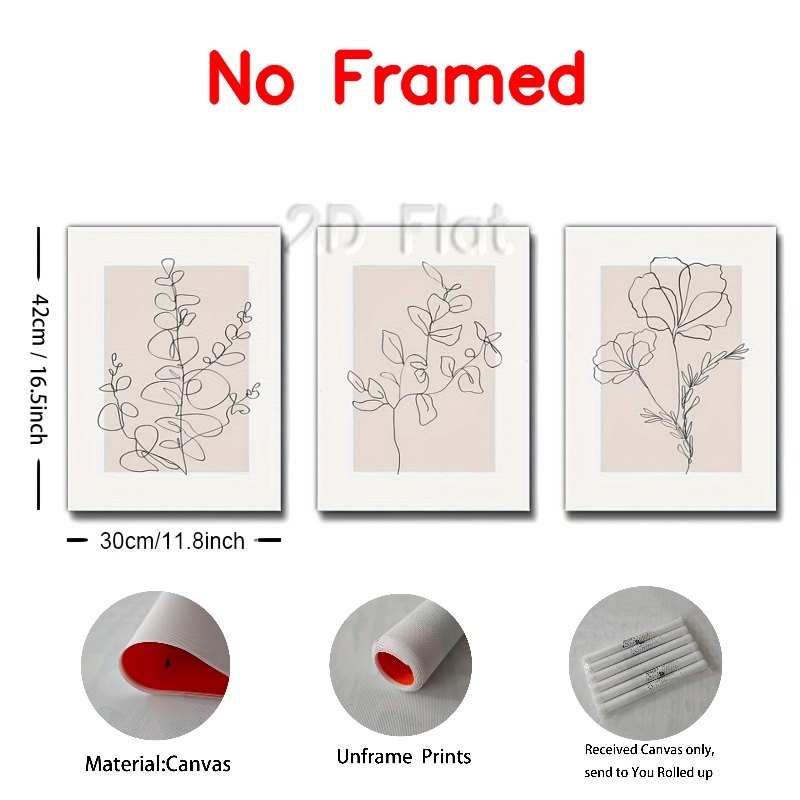 No Framed
2D Flat
42cm / 16.5inch
30cm/11.8inch
Material:Canvas
Unframe Prints
Received Canvas only,
send to You Rolled up